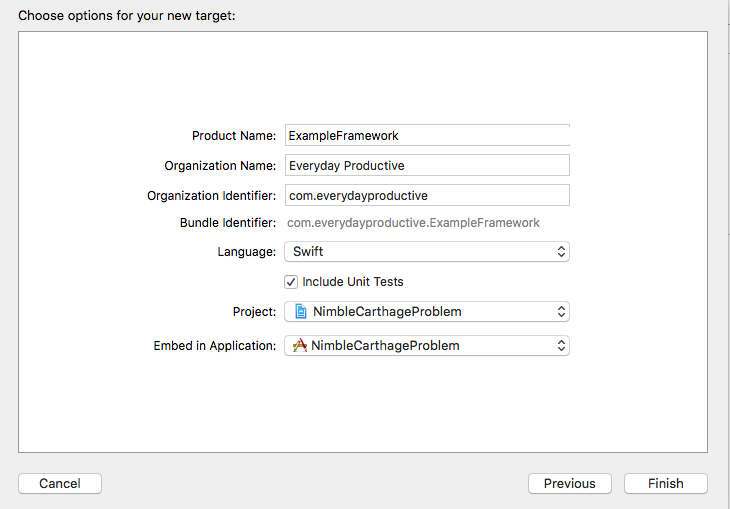 Choose options for your new target:
Product Name: ExampleFramework
Organization Name: Everyday Productive
Organization Identifier: com.everydayproductive
Bundle Identifier: com.everydayproductive.ExampleFramework
Language: Swift
Include Unit Tests
Project: NimbleCarthageProblem
Embed in Application: NimbleCarthageProblem
Cancel Previous Finish